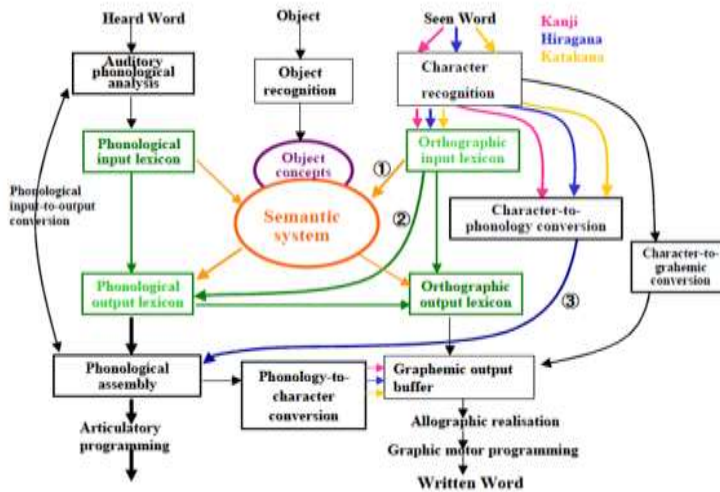 Heard Word
Object
Seen Word
Kanji
Hiragana
Katakana
Auditory
phonological
analysis
Object
recognition
Character
recognition
Phonological
input lexicon
Object
concepts
①
Orthographic
input lexicon
Phonological
input-to-output
conversion
Semantic
system
②
Character-to-
phonology conversion
Character-to-
grahemic
conversion
Phonological
output lexicon
Orthographic
output lexicon
③
Phonological
assembly
Phonology-to-
character
conversion
Graphemic output
buffer
Articulatory
programming
Allographic realisation
Graphic motor programming
Written Word